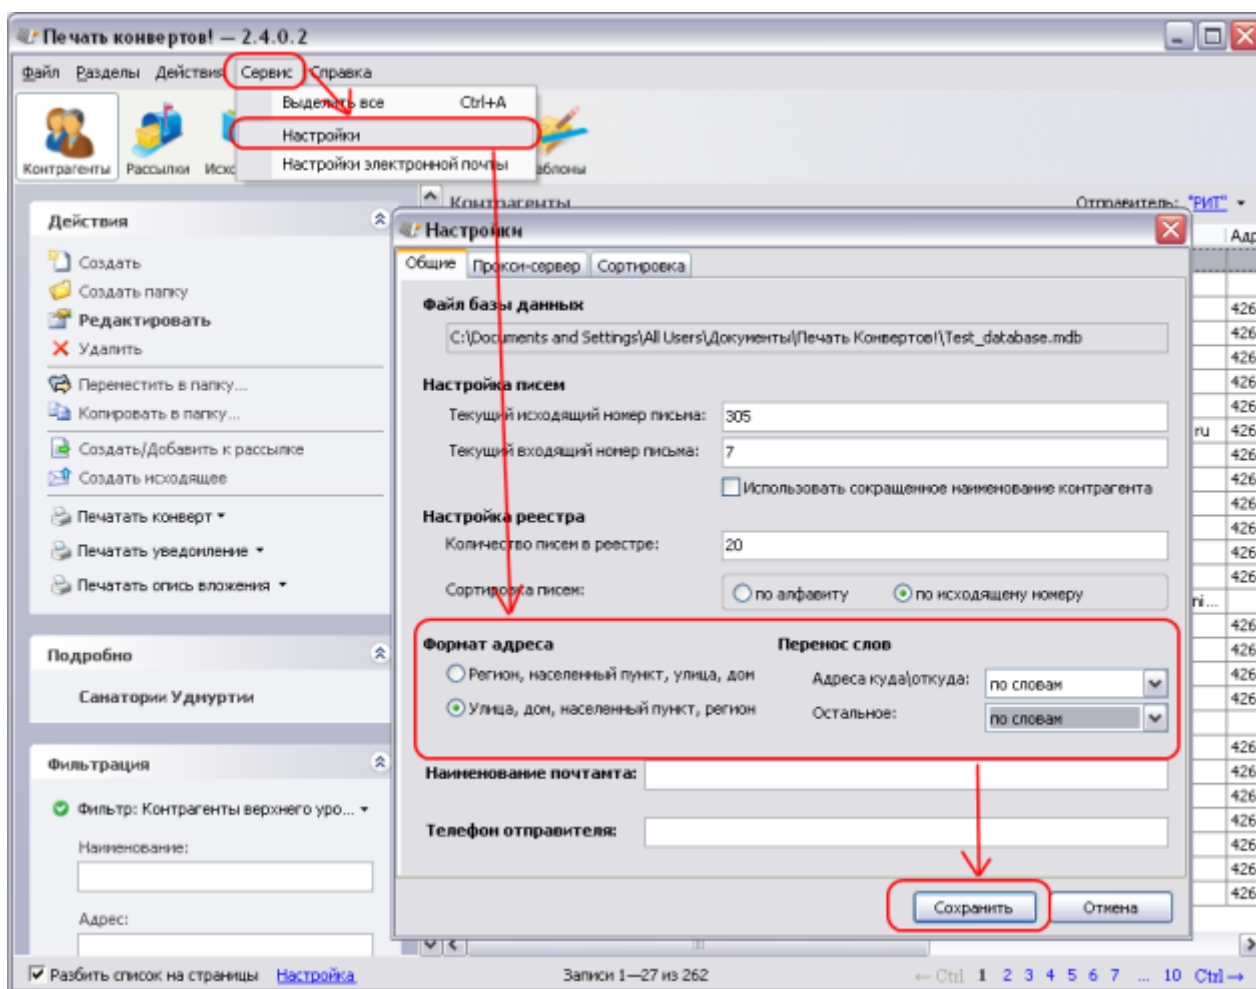 Печать конвертов! — 2.4.0.2
Файл Разделы Действия Сервис Справка
Выделить все Ctrl+A
Настройки
Настройки электронной почты
Контрагенты Рассылки
Контрагенты
Отправитель: "РИТ"
Действия
Создать
Создать папку
Редактировать
Удалить
Переместить в папку...
Копировать в папку...
Создать/Добавить к рассылке
Создать исходящее
Печатать конверт
Печатать уведомление
Печатать опись вложения
Подробно
Санатории Удмуртии
Фильтрация
Фильтр: Контрагенты верхнего уро...
Наименование:
Адрес:
Настройки
Общие Прокси-сервер Сортировка
Файл базы данных
C:\Documents and Settings\All Users\Документы\Печать Конвертов!\Test_database.mdb
Настройка писем
Текущий исходящий номер письма: 305
Текущий входящий номер письма: 7
Использовать сокращенное наименование контрагента
Настройка реестра
Количество писем в реестре: 20
Сортировка писем: по алфавиту по исходящему номеру
Формат адреса Перенос слов
Регион, населенный пункт, улица, дом Адреса куда\откуда: по словам
Улица, дом, населенный пункт, регион Остальное: по словам
Наименование почтамта:
Телефон отправителя:
Сохранить Отмена
Разбить список на страницы Настройка Записи 1—27 из 262 ← Ctrl 1 2 3 4 5 6 7 ... 10 Ctrl →